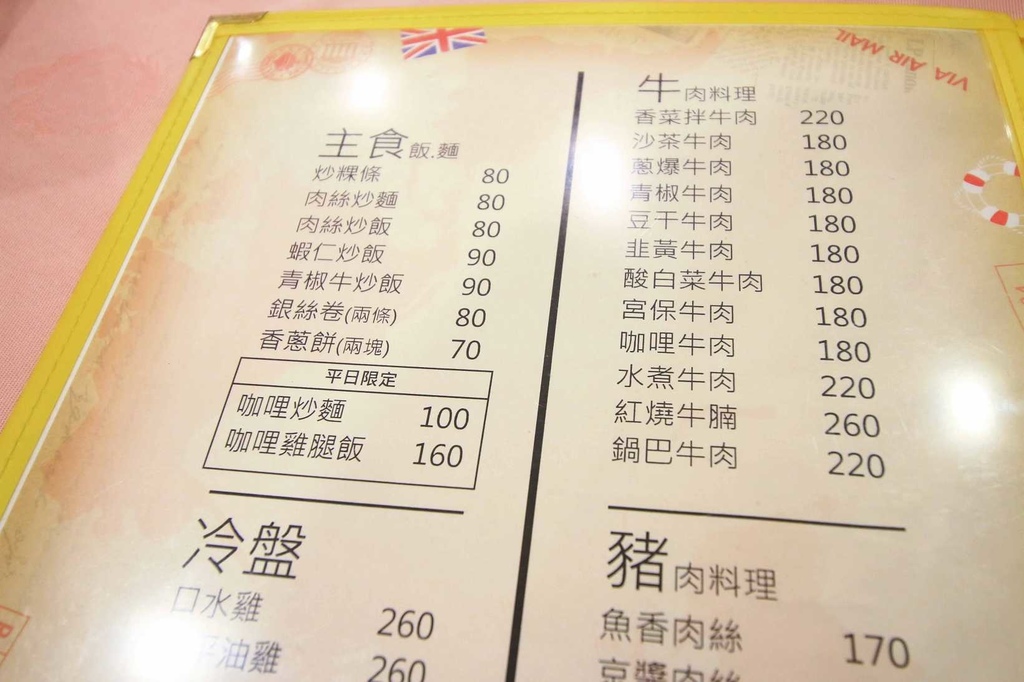 VIA AIR MAIL
主食飯.麵
炒粿條 80
肉絲炒麵 80
肉絲炒飯 80
蝦仁炒飯 90
青椒牛炒飯 90
銀絲卷(兩條) 80
香蔥餅(兩塊) 70
平日限定
咖哩炒麵 100
咖哩雞腿飯 160
冷盤
口水雞 260
油雞 260
牛肉料理
香菜拌牛肉 220
沙茶牛肉 180
蔥爆牛肉 180
青椒牛肉 180
豆干牛肉 180
韭黃牛肉 180
酸白菜牛肉 180
宮保牛肉 180
咖哩牛肉 180
水煮牛肉 220
紅燒牛腩 260
鍋巴牛肉 220
豬肉料理
魚香肉絲 170
京醬肉絲